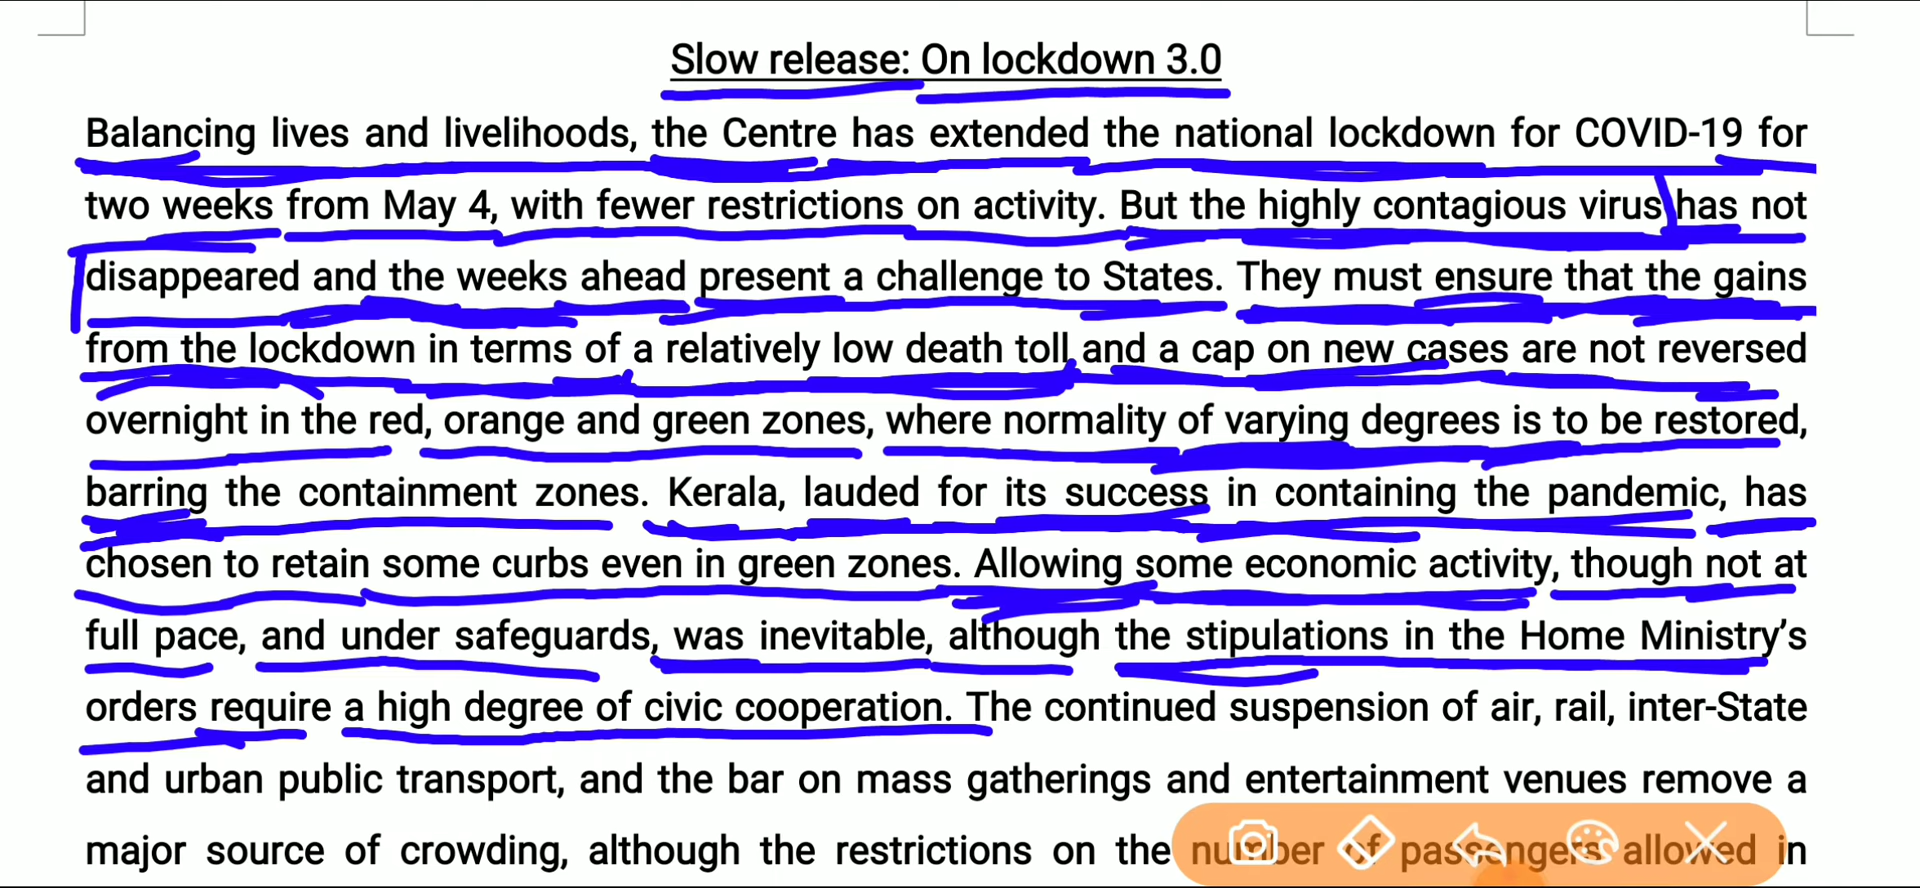 Slow release: On lockdown 3.0
Balancing lives and livelihoods, the Centre has extended the national lockdown for COVID-19 for
two weeks from May 4, with fewer restrictions on activity. But the highly contagious virus has not
disappeared and the weeks ahead present a challenge to States. They must ensure that the gains
from the lockdown in terms of a relatively low death toll and a cap on new cases are not reversed
overnight in the red, orange and green zones, where normality of varying degrees is to be restored,
barring the containment zones. Kerala, lauded for its success in containing the pandemic, has
chosen to retain some curbs even in green zones. Allowing some economic activity, though not at
full pace, and under safeguards, was inevitable, although the stipulations in the Home Ministry’s
orders require a high degree of civic cooperation. The continued suspension of air, rail, inter-State
and urban public transport, and the bar on mass gatherings and entertainment venues remove a
major source of crowding, although the restrictions on the number of passengers allowed in